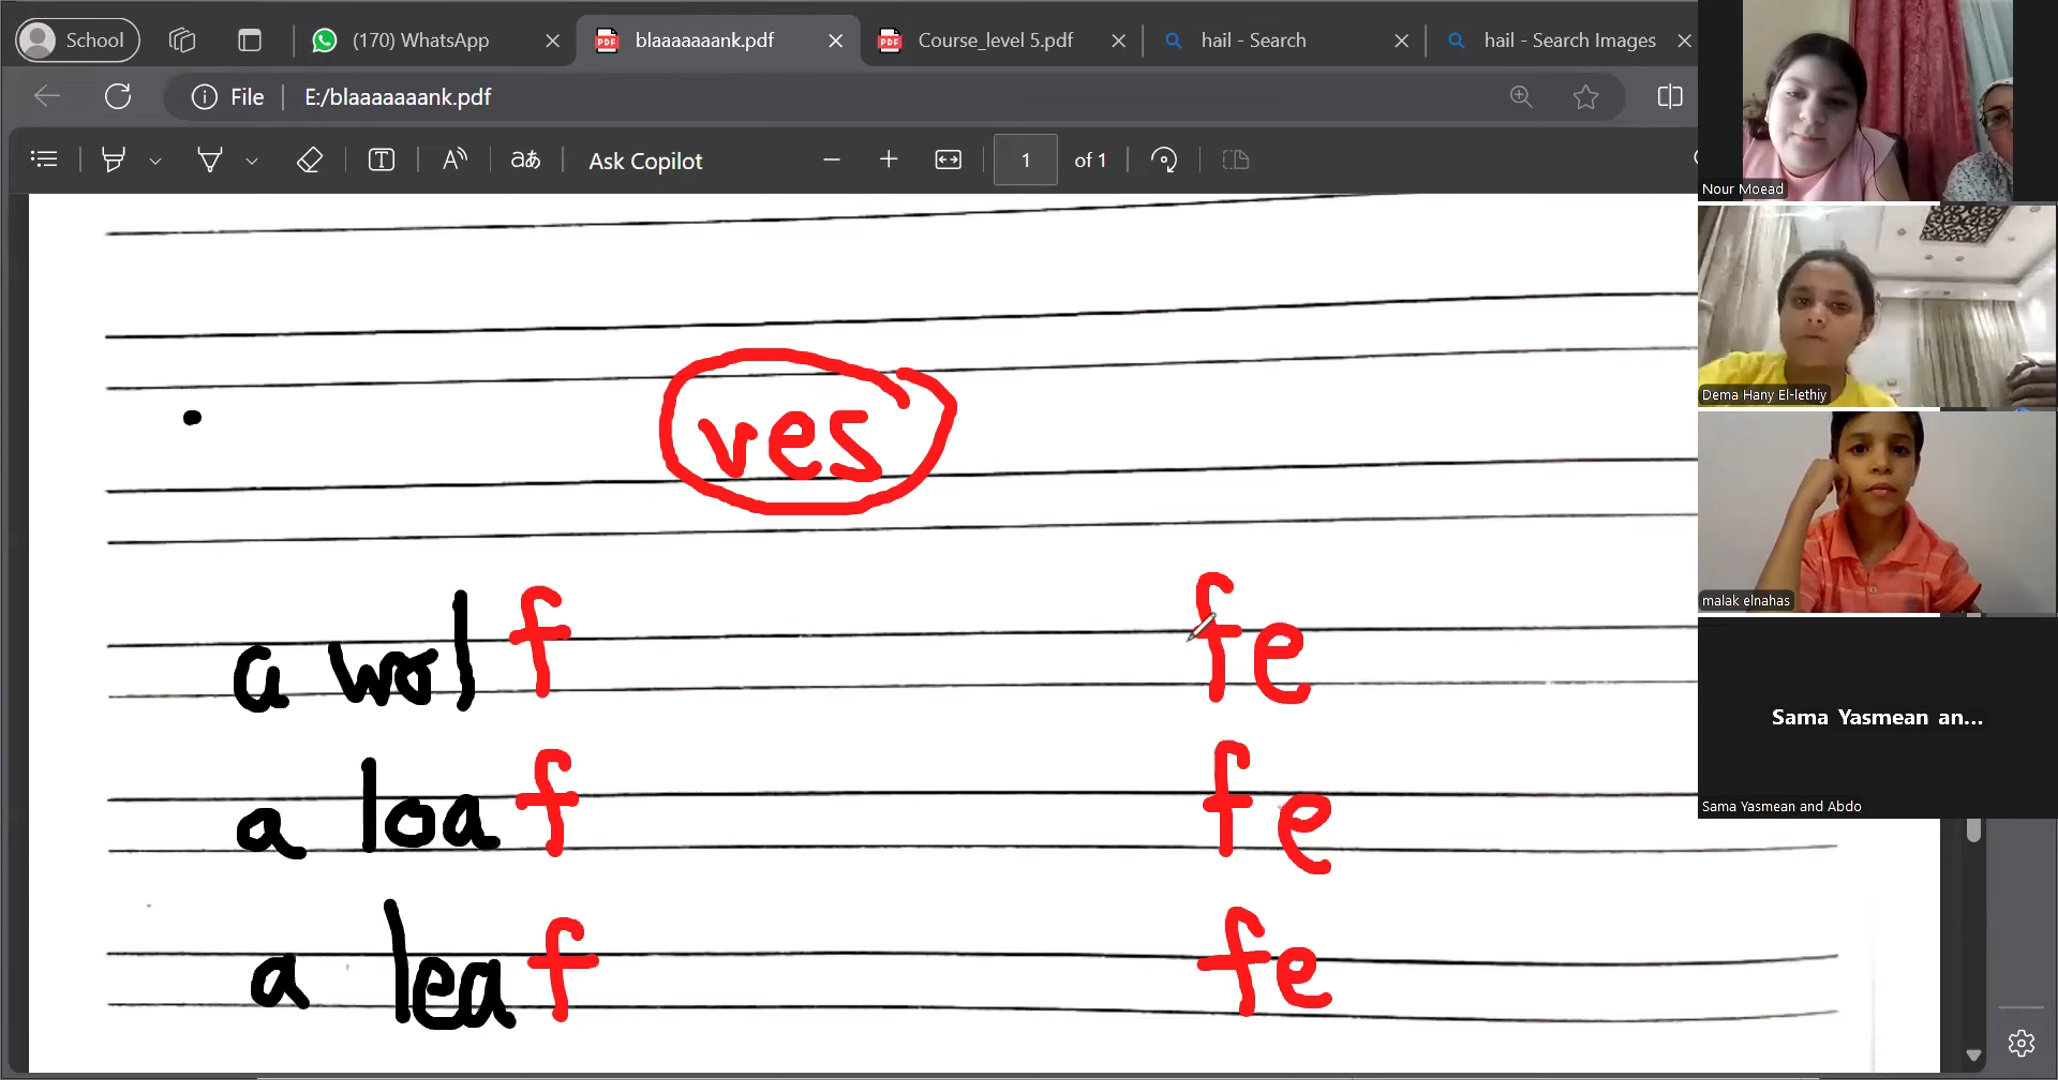 School (170) WhatsApp blaaaaaaank.pdf Course_level 5.pdf hail - Search hail - Search Images
File E:/blaaaaaaank.pdf
Ask Copilot 1 of 1
Nour Moead
Dema Hany El-lethiy
malak elnahas
Sama Yasmean an...
Sama Yasmean and Abdo
ves
a wolf fe
a loaf fe
a leaf fe